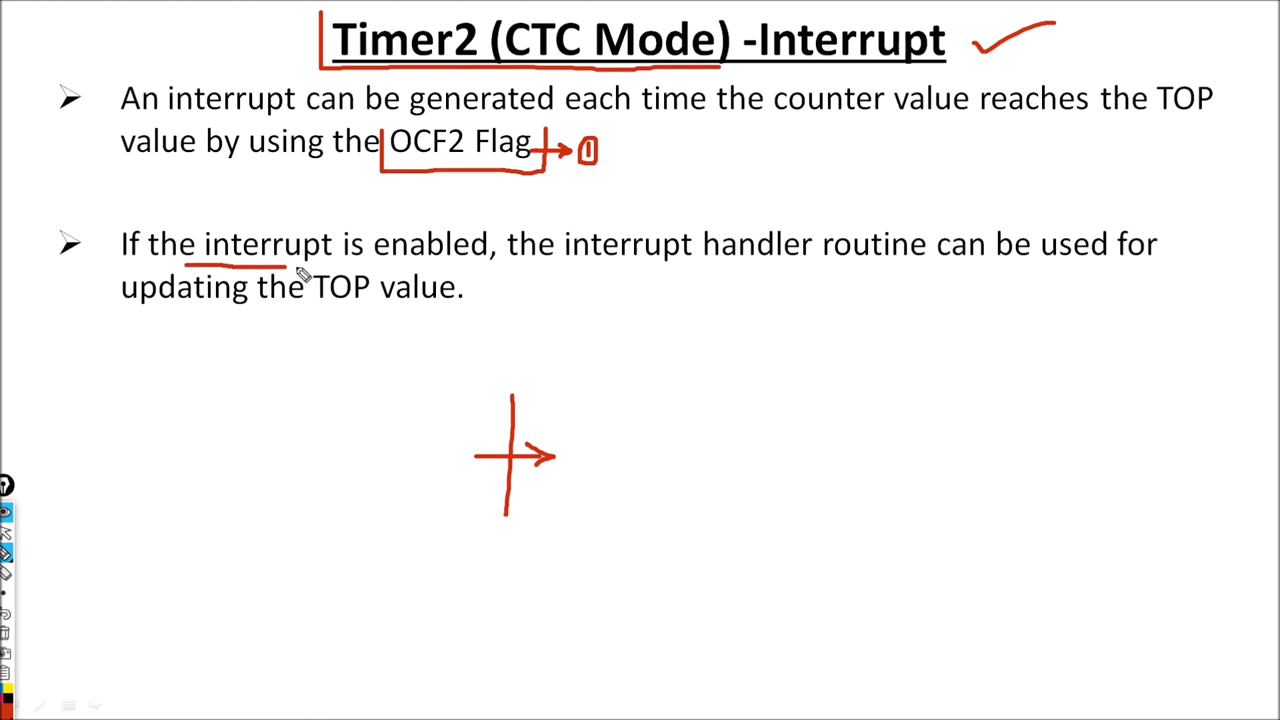 Timer2 (CTC Mode) -Interrupt
➢ An interrupt can be generated each time the counter value reaches the TOP
value by using the OCF2 Flag → 1
➢ If the interrupt is enabled, the interrupt handler routine can be used for
updating the TOP value.